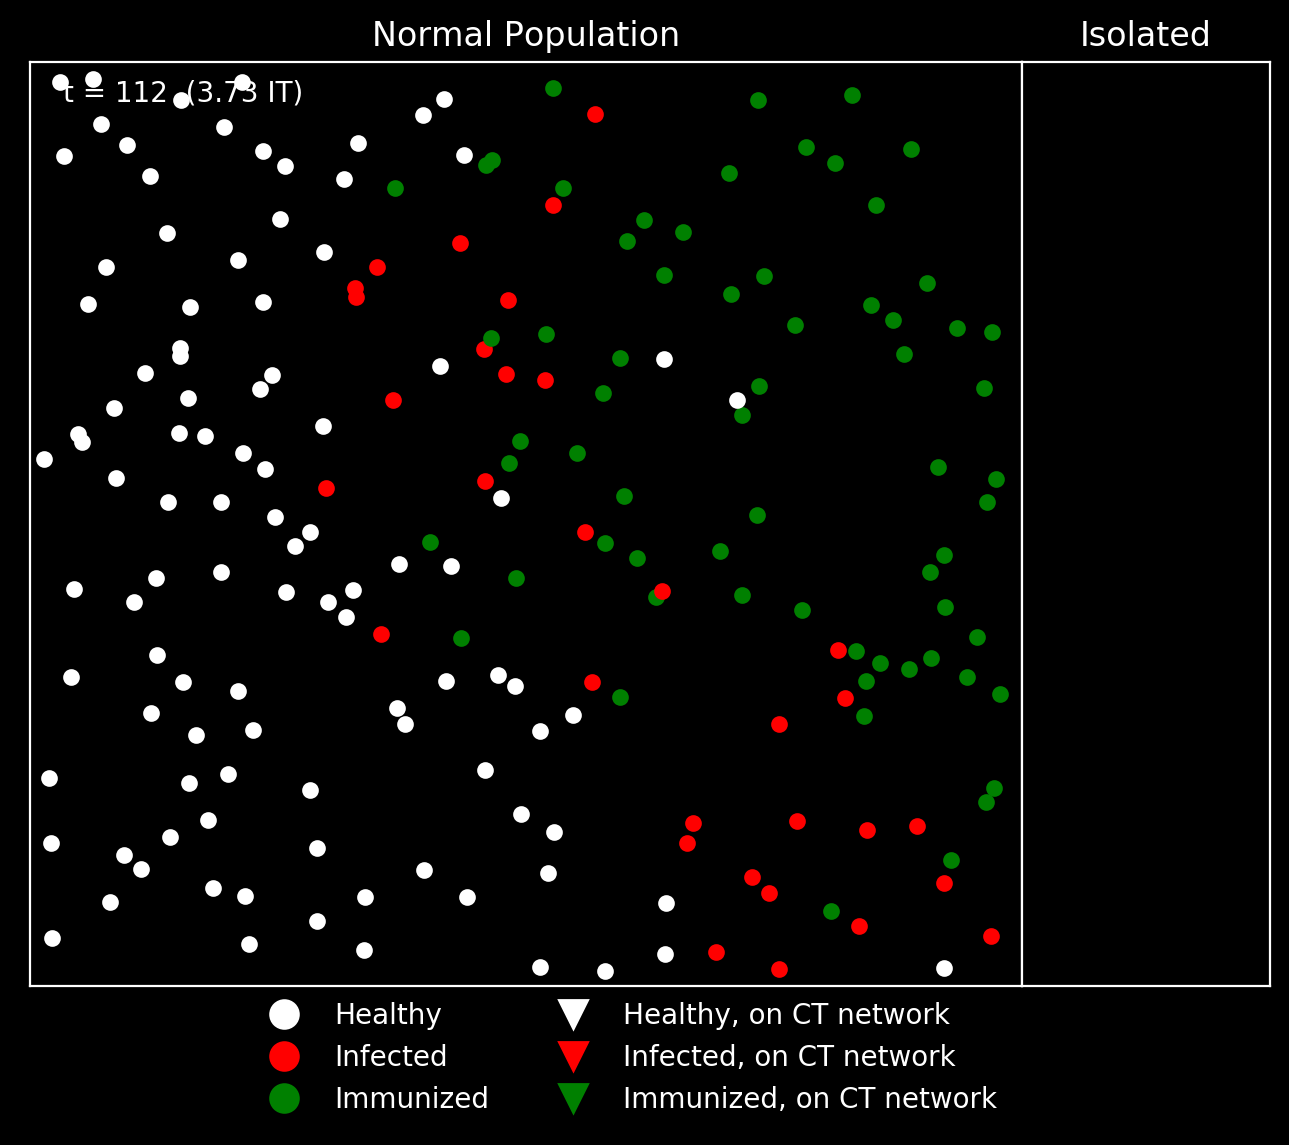 Normal Population
Isolated
t = 112  (3.73 IT)
Healthy
Healthy, on CT network
Infected
Infected, on CT network
Immunized
Immunized, on CT network